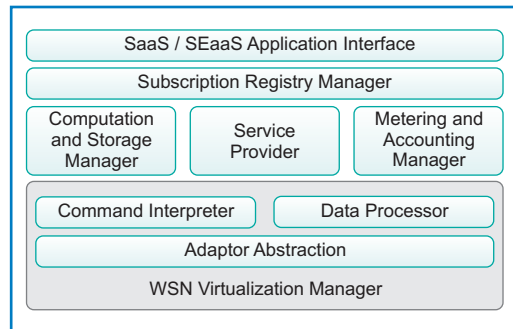 SaaS / SEaaS Application Interface
Subscription Registry Manager
Computation
and Storage
Manager
Service
Provider
Metering and
Accounting
Manager
Command Interpreter
Data Processor
Adaptor Abstraction
WSN Virtualization Manager